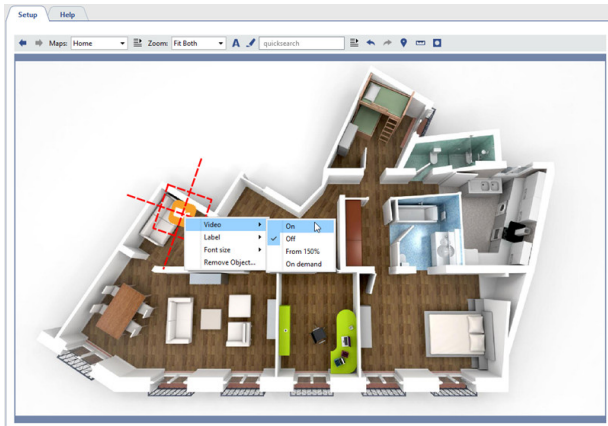 Setup Help
Maps: Home Zoom: Fit Both A quicksearch
Video On
Label Off
Font size From 150%
Remove Object... On demand